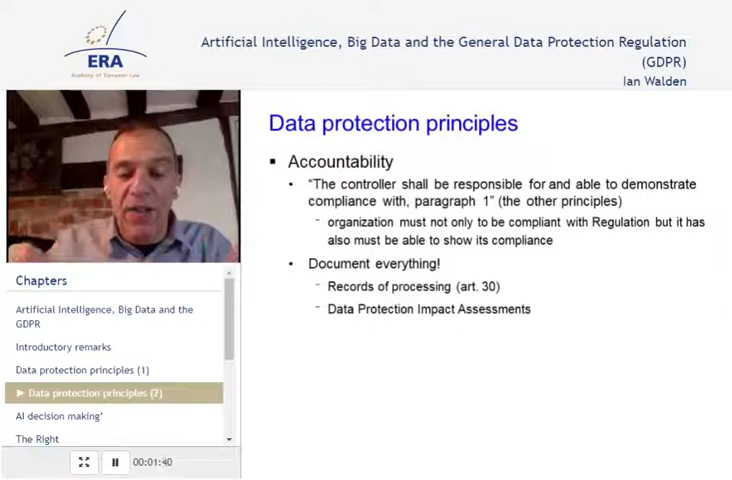 ERA
Academy of European Law
Artificial Intelligence, Big Data and the General Data Protection Regulation
(GDPR)
Ian Walden
Data protection principles
▪ Accountability
• “The controller shall be responsible for and able to demonstrate
compliance with, paragraph 1” (the other principles)
- organization must not only to be compliant with Regulation but it has
also must be able to show its compliance
• Document everything!
- Records of processing (art. 30)
- Data Protection Impact Assessments
Chapters
Artificial Intelligence, Big Data and the
GDPR
Introductory remarks
Data protection principles (1)
► Data protection principles (2)
AI decision making’
The Right
00:01:40